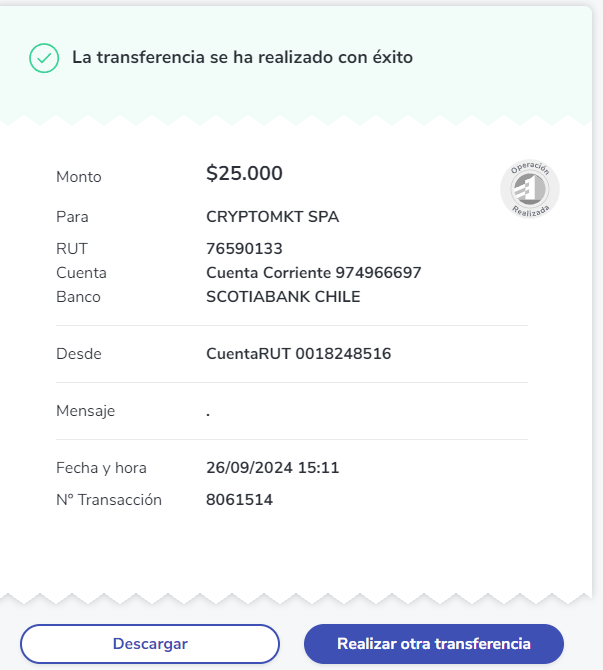 La transferencia se ha realizado con éxito
Monto $25.000
Operación
Realizada
Para CRYPTOMKT SPA
RUT 76590133
Cuenta Cuenta Corriente 974966697
Banco SCOTIABANK CHILE
Desde CuentaRUT 0018248516
Mensaje .
Fecha y hora 26/09/2024 15:11
N° Transacción 8061514
Descargar Realizar otra transferencia